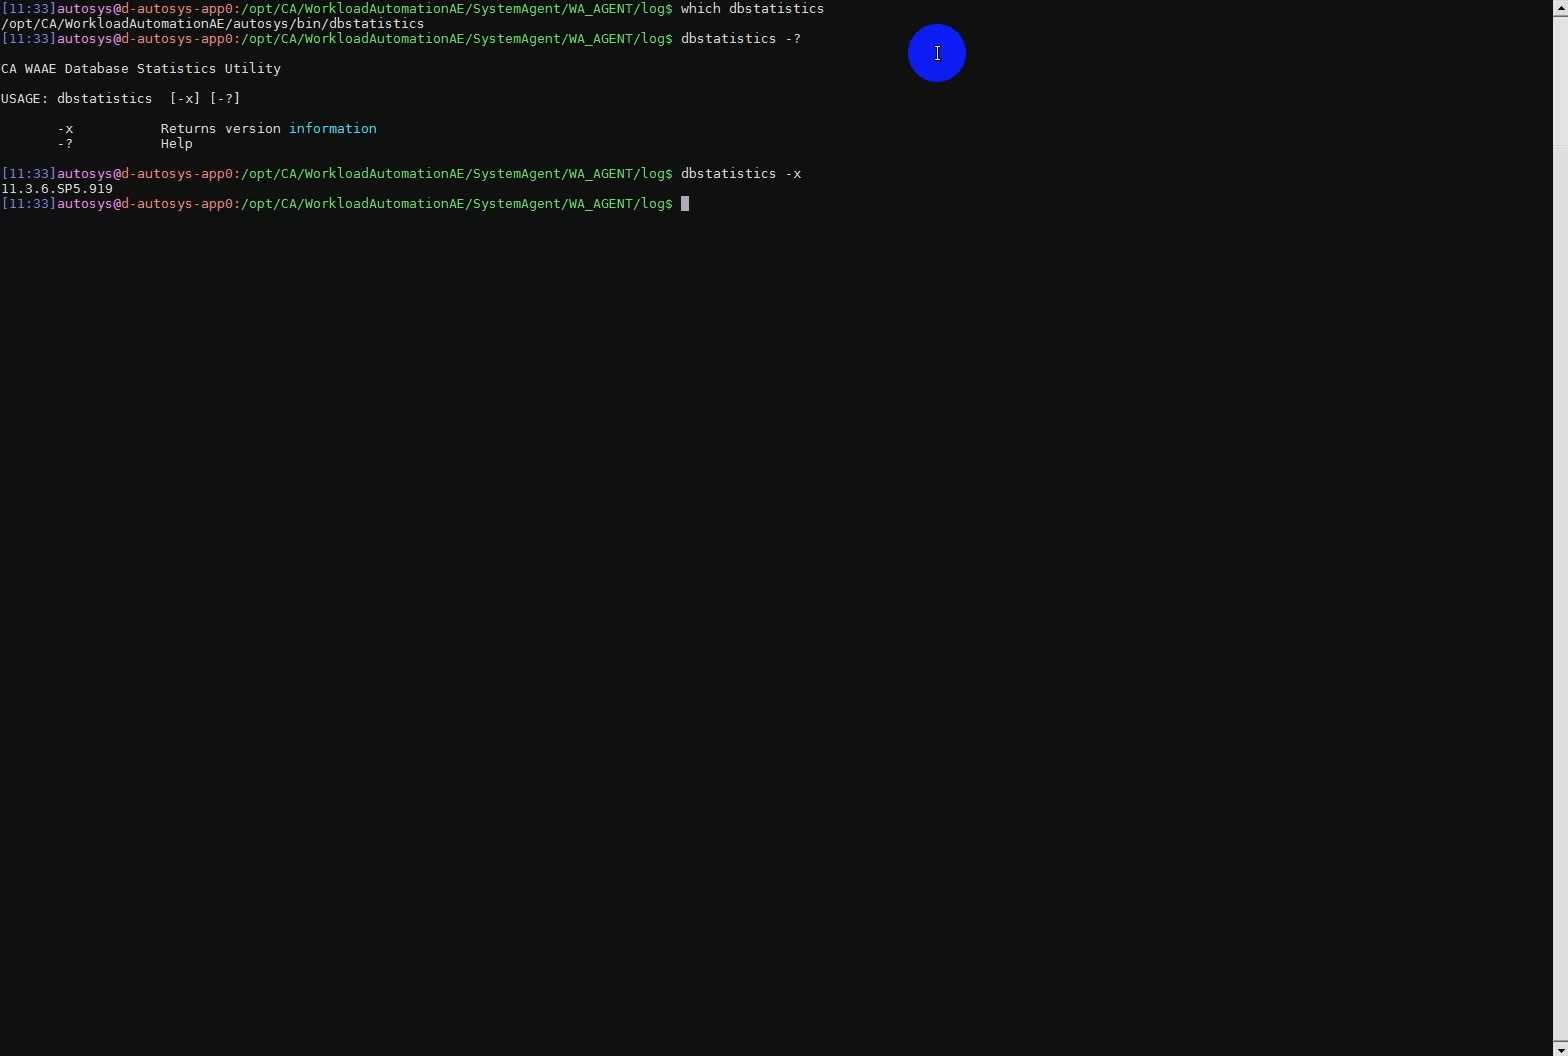 [11:33]autosys@d-autosys-app0:/opt/CA/WorkloadAutomationAE/SystemAgent/WA_AGENT/log$ which dbstatistics
/opt/CA/WorkloadAutomationAE/autosys/bin/dbstatistics
[11:33]autosys@d-autosys-app0:/opt/CA/WorkloadAutomationAE/SystemAgent/WA_AGENT/log$ dbstatistics -?
CA WAAE Database Statistics Utility
USAGE: dbstatistics  [-x] [-?]
-x           Returns version information
-?           Help
[11:33]autosys@d-autosys-app0:/opt/CA/WorkloadAutomationAE/SystemAgent/WA_AGENT/log$ dbstatistics -x
11.3.6.SP5.919
[11:33]autosys@d-autosys-app0:/opt/CA/WorkloadAutomationAE/SystemAgent/WA_AGENT/log$